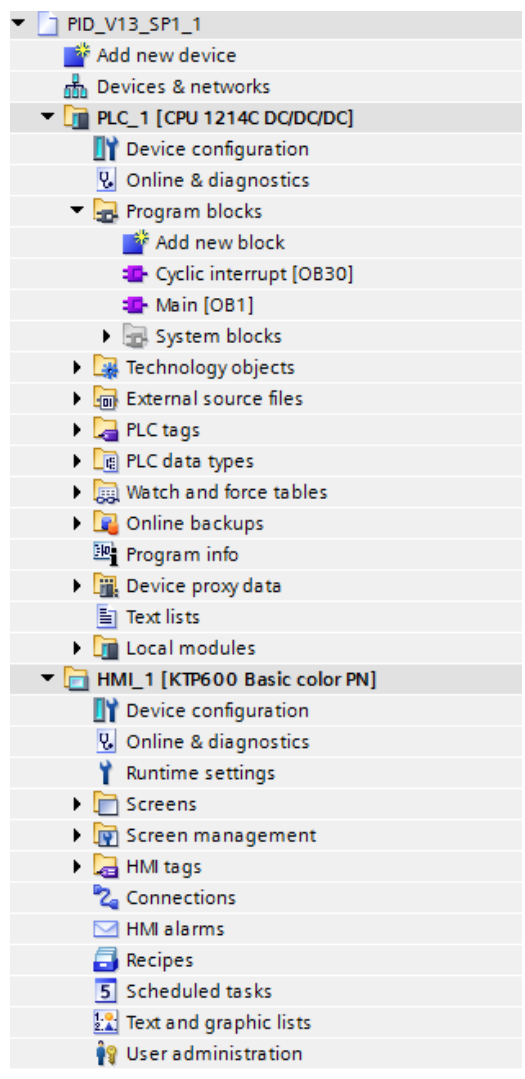 PID_V13_SP1_1
Add new device
Devices & networks
PLC_1 [CPU 1214C DC/DC/DC]
Device configuration
Online & diagnostics
Program blocks
Add new block
Cyclic interrupt [OB30]
Main [OB1]
System blocks
Technology objects
External source files
PLC tags
PLC data types
Watch and force tables
Online backups
Program info
Device proxy data
Text lists
Local modules
HMI_1 [KTP600 Basic color PN]
Device configuration
Online & diagnostics
Runtime settings
Screens
Screen management
HMI tags
Connections
HMI alarms
Recipes
Scheduled tasks
Text and graphic lists
User administration